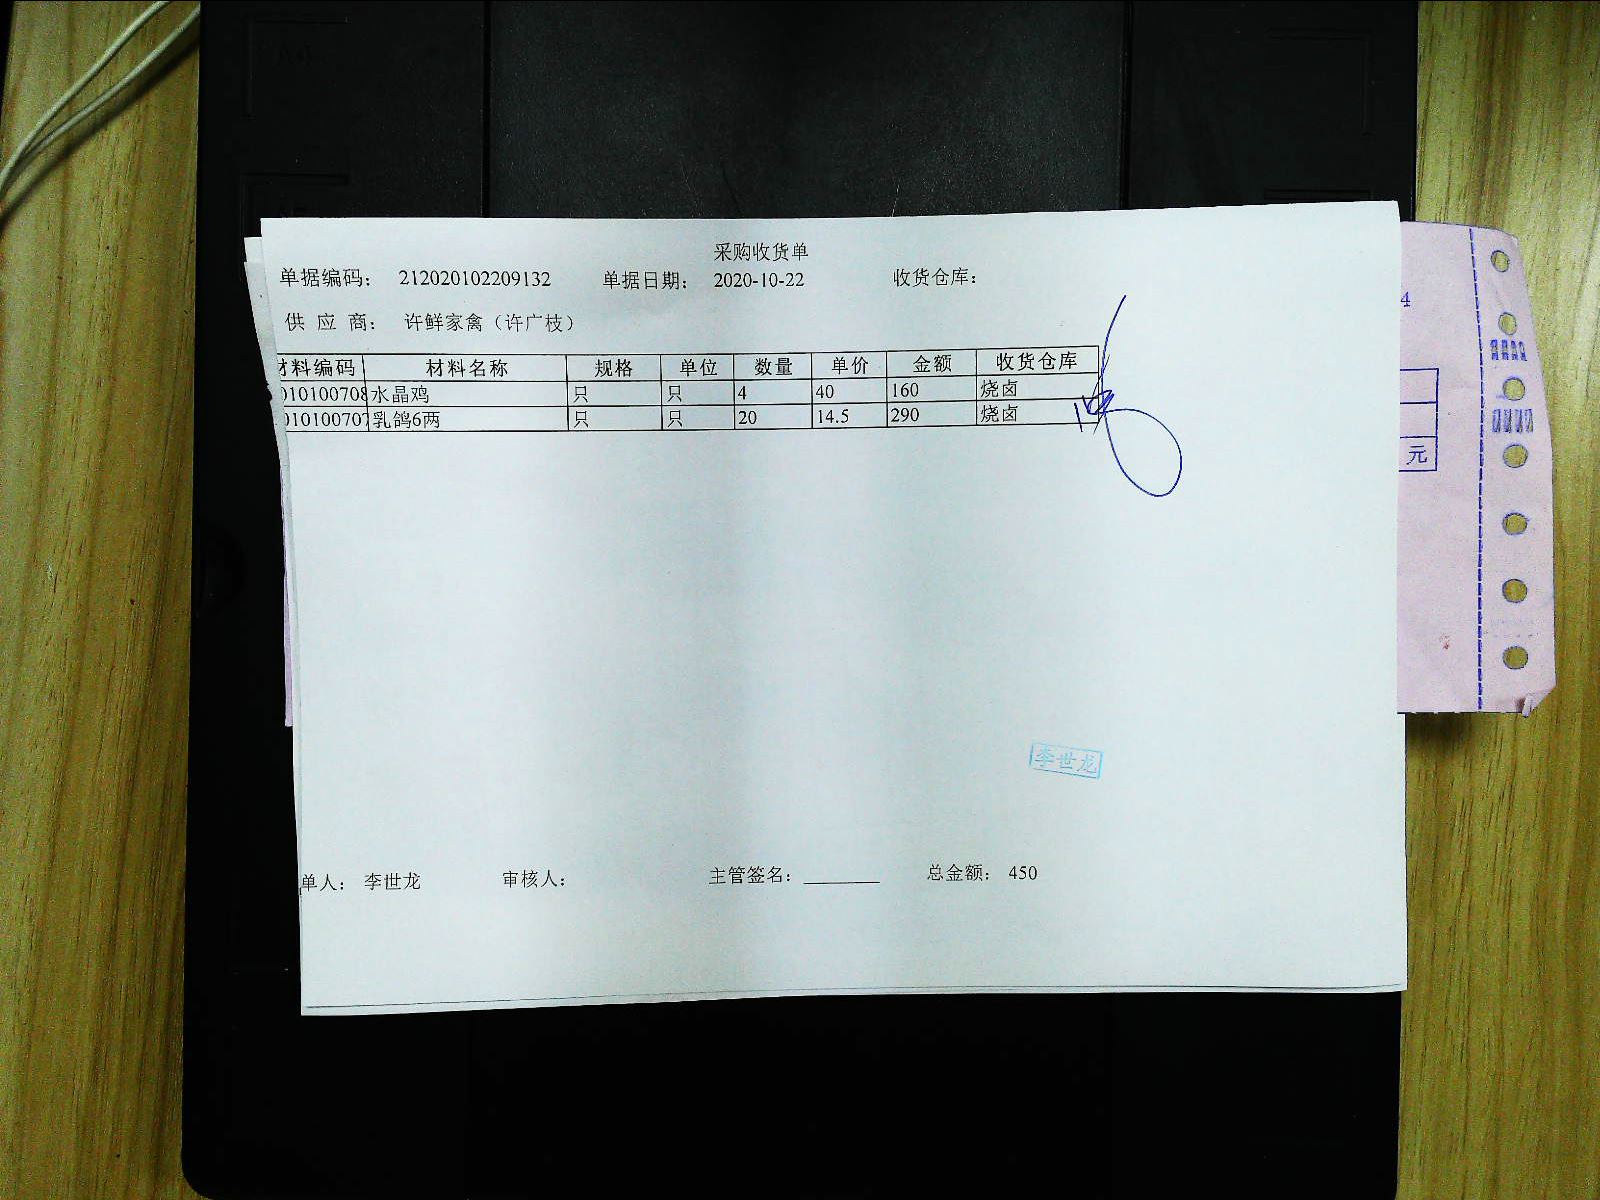 采购收货单
单据编码： 212020102209132 单据日期： 2020-10-22 收货仓库：
供 应 商： 许鲜家禽（许广枝）
材料编码 材料名称 规格 单位 数量 单价 金额 收货仓库
010100708 水晶鸡 只 只 4 40 160 烧卤
010100707 乳鸽6两 只 只 20 14.5 290 烧卤
4
元
李世龙
单人： 李世龙 审核人： 主管签名： ________ 总金额： 450